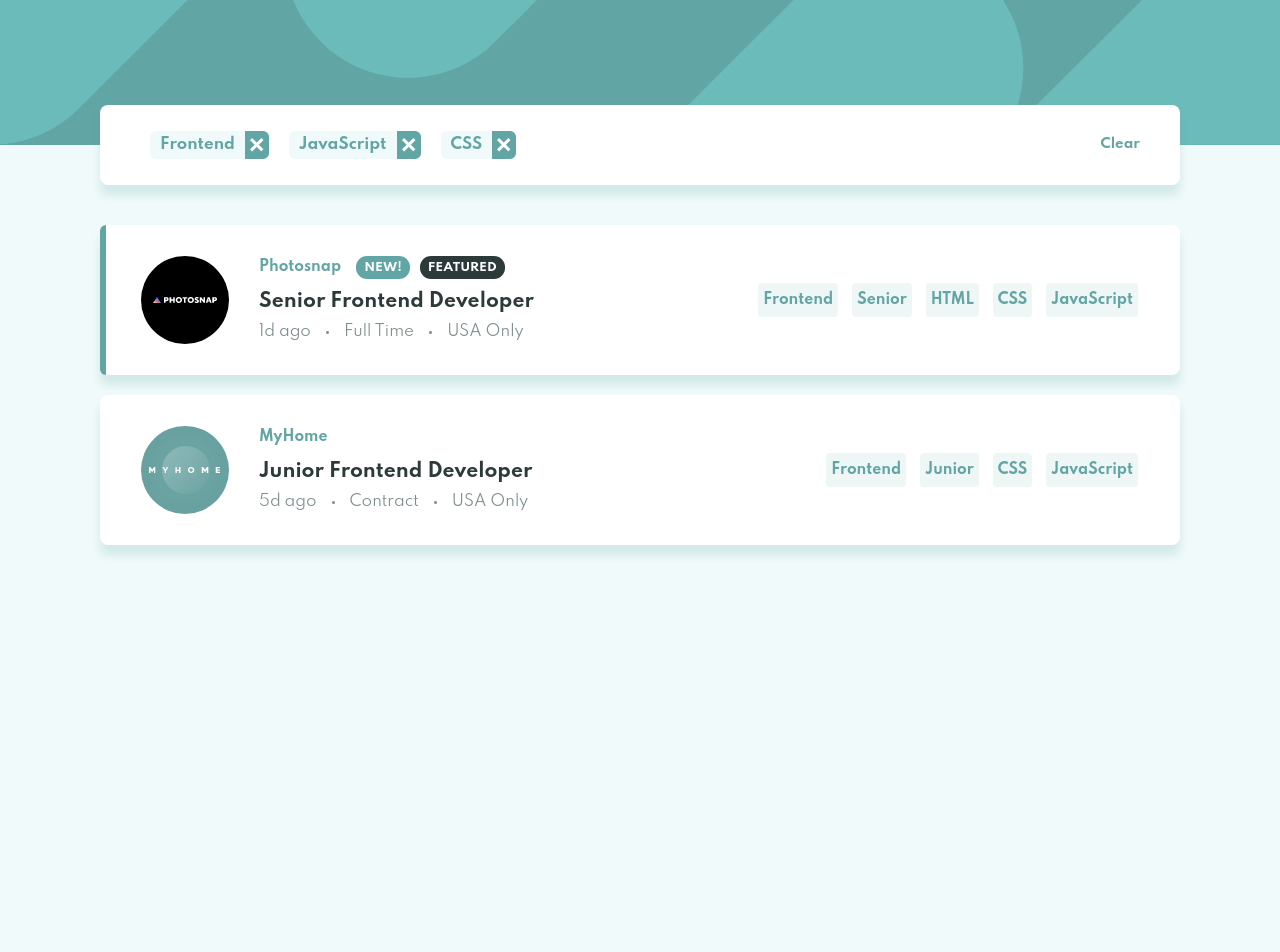 Frontend JavaScript CSS Clear
Photosnap NEW! FEATURED
PHOTOSNAP
Senior Frontend Developer
1d ago • Full Time • USA Only
Frontend Senior HTML CSS JavaScript
MyHome
MYHOME
Junior Frontend Developer
5d ago • Contract • USA Only
Frontend Junior CSS JavaScript